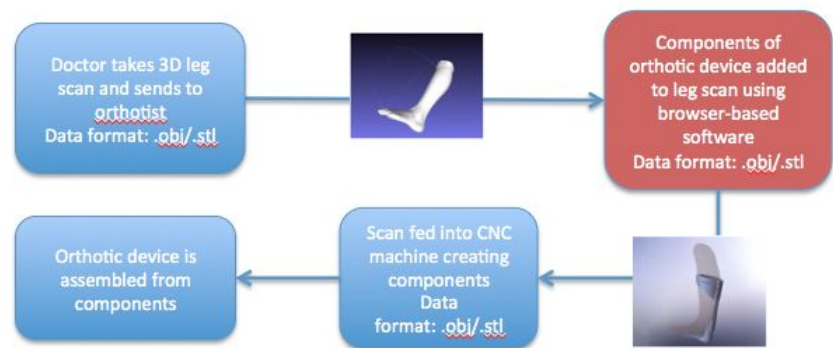 Doctor takes 3D leg
scan and sends to
orthotist
Data format: .obj/.stl
Components of
orthotic device added
to leg scan using
browser-based
software
Data format: .obj/.stl
Scan fed into CNC
machine creating
components
Data
format: .obj/.stl
Orthotic device is
assembled from
components